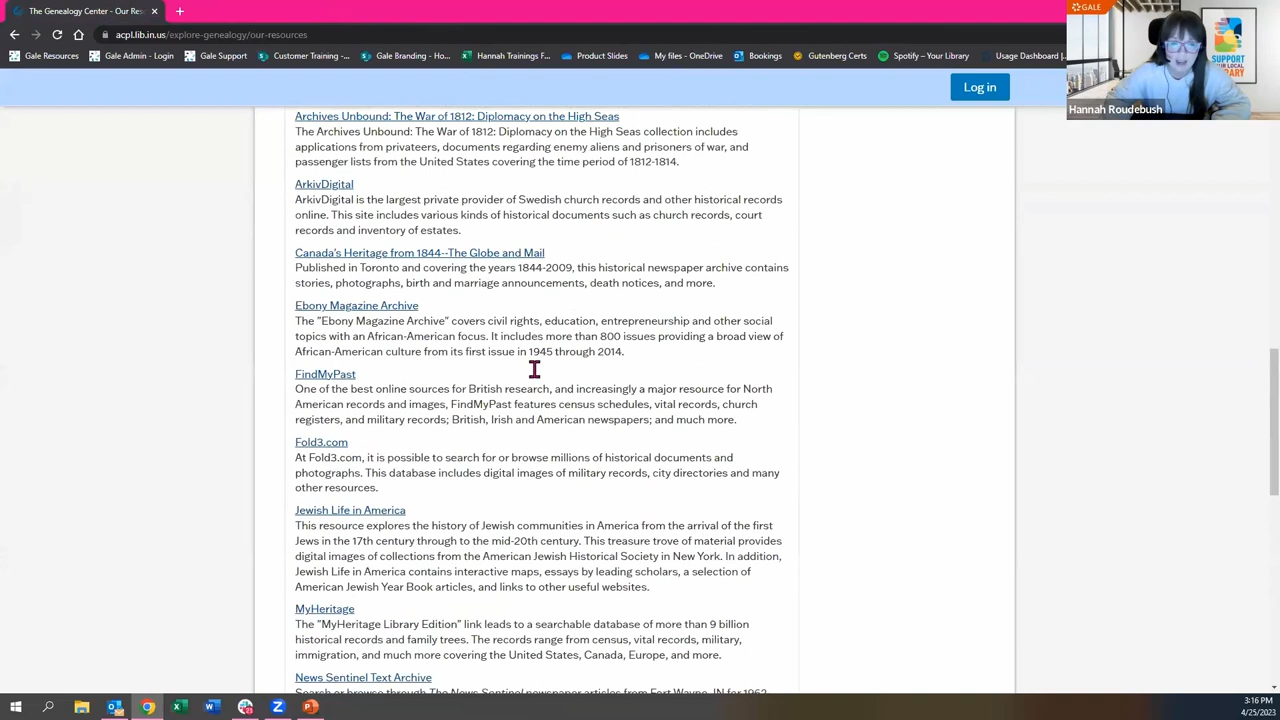 The Genealogy Center - Our Res
acpl.lib.in.us/explore-genealogy/our-resources
Gale Resources
Gale Admin - Login
Gale Support
Customer Training -...
Gale Branding - Ho...
Hannah Trainings F...
Product Slides
My files - OneDrive
Bookings
Gutenberg Certs
Spotify – Your Library
Usage Dashboard |
GALE
SUPPORT
YOUR LOCAL
LIBRARY
Hannah Roudebush
Log in
Archives Unbound: The War of 1812: Diplomacy on the High Seas
The Archives Unbound: The War of 1812: Diplomacy on the High Seas collection includes
applications from privateers, documents regarding enemy aliens and prisoners of war, and
passenger lists from the United States covering the time period of 1812-1814.
ArkivDigital
ArkivDigital is the largest private provider of Swedish church records and other historical records
online. This site includes various kinds of historical documents such as church records, court
records and inventory of estates.
Canada's Heritage from 1844--The Globe and Mail
Published in Toronto and covering the years 1844-2009, this historical newspaper archive contains
stories, photographs, birth and marriage announcements, death notices, and more.
Ebony Magazine Archive
The "Ebony Magazine Archive" covers civil rights, education, entrepreneurship and other social
topics with an African-American focus. It includes more than 800 issues providing a broad view of
African-American culture from its first issue in 1945 through 2014.
FindMyPast
One of the best online sources for British research, and increasingly a major resource for North
American records and images, FindMyPast features census schedules, vital records, church
registers, and military records; British, Irish and American newspapers; and much more.
Fold3.com
At Fold3.com, it is possible to search for or browse millions of historical documents and
photographs. This database includes digital images of military records, city directories and many
other resources.
Jewish Life in America
This resource explores the history of Jewish communities in America from the arrival of the first
Jews in the 17th century through to the mid-20th century. This treasure trove of material provides
digital images of collections from the American Jewish Historical Society in New York. In addition,
Jewish Life in America contains interactive maps, essays by leading scholars, a selection of
American Jewish Year Book articles, and links to other useful websites.
MyHeritage
The "MyHeritage Library Edition" link leads to a searchable database of more than 9 billion
historical records and family trees. The records range from census, vital records, military,
immigration, and much more covering the United States, Canada, Europe, and more.
News Sentinel Text Archive
Search or browse through The News Sentinel newspaper articles from Fort Wayne, IN for 1962
3:16 PM
4/25/2023